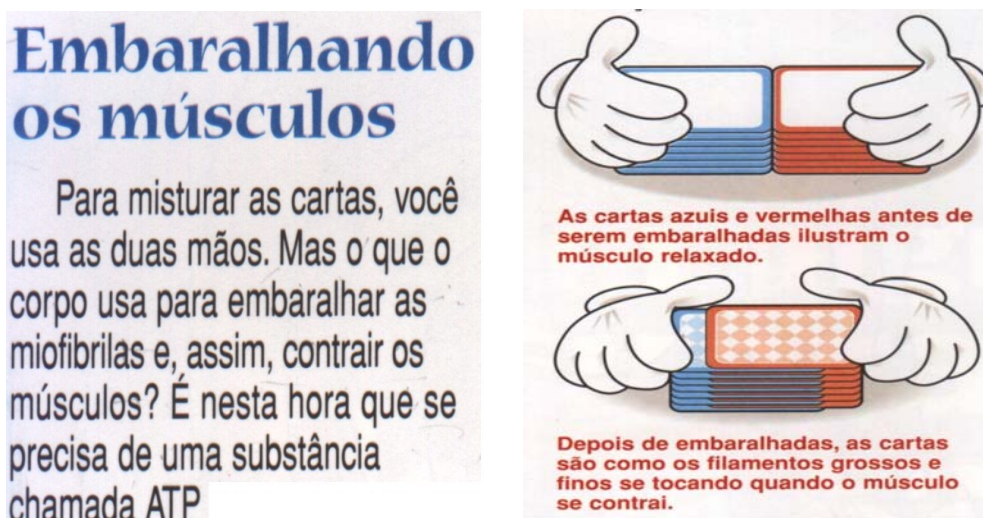 Embaralhando
os músculos
Para misturar as cartas, você
usa as duas mãos. Mas o que o
corpo usa para embaralhar as
miofibrilas e, assim, contrair os
músculos? É nesta hora que se
precisa de uma substância
chamada ATP
As cartas azuis e vermelhas antes de
serem embaralhadas ilustram o
músculo relaxado.
Depois de embaralhadas, as cartas
são como os filamentos grossos e
finos se tocando quando o músculo
se contrai.